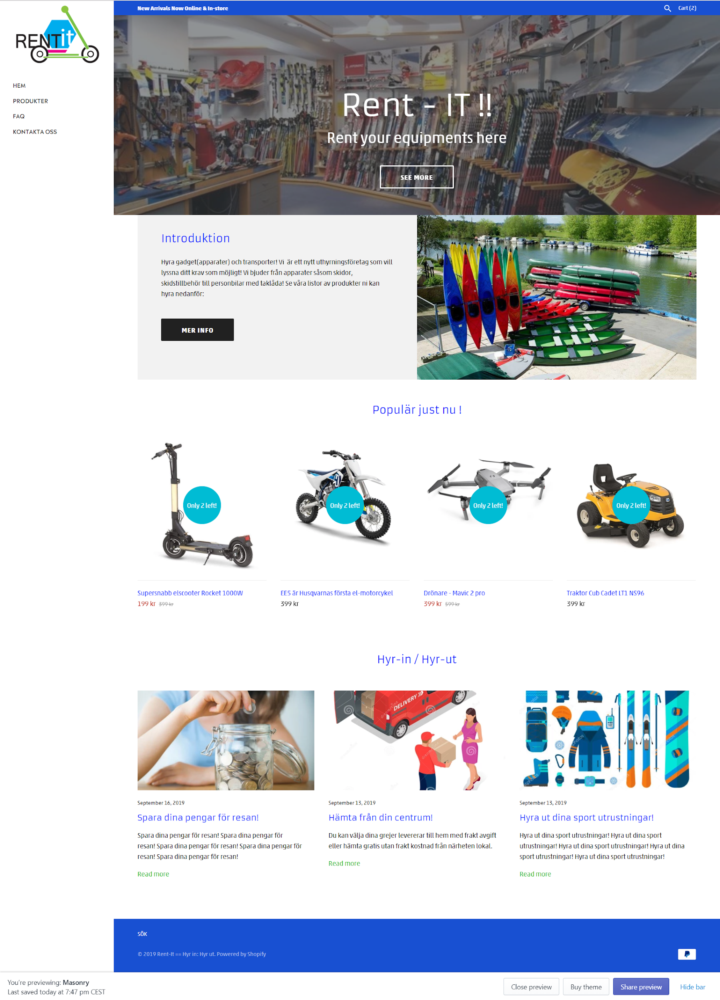 New Arrivals Now Online & In-store
Cart (2)
RENTit
HEM
PRODUKTER
FAQ
KONTAKTA OSS
ATOMIC
ATOMIC
Rent - IT !!
Rent your equipments here
SEE MORE
Introduktion
Hyra gadget(apparater) och transporter! Vi är ett nytt uthyrningsföretag som vill
lyssna ditt krav som möjligt! Vi bjuder från apparater såsom skidor,
skidstillbehör till personbilar med taklåda! Se våra listor av produkter ni kan
hyra nedanför:
MER INFO
Populär just nu !
Only 2 left!
Only 2 left!
Only 2 left!
Only 2 left!
Supersnabb elscooter Rocket 1000W
199 kr 399 kr
EE5 är Husqvarnas första el-motorcykel
399 kr
Drönare - Mavic 2 pro
399 kr 599 kr
Traktor Cub Cadet LT1 NS96
399 kr
Hyr-in / Hyr-ut
DELIVERY
September 16, 2019
Spara dina pengar för resan!
Spara dina pengar för resan! Spara dina pengar för
resan! Spara dina pengar för resan! Spara dina pengar för
resan! Spara dina pengar för resan!
Read more
September 13, 2019
Hämta från din centrum!
Du kan välja dina grejer levererar till hem med frakt avgift
eller hämta gratis utan frakt kostnad från närheten lokal.
Read more
September 13, 2019
Hyra ut dina sport utrustningar!
Hyra ut dina sport utrustningar! Hyra ut dina sport
utrustningar! Hyra ut dina sport utrustningar! Hyra ut dina
sport utrustningar! Hyra ut dina sport utrustningar!
Read more
SÖK
© 2019 Rent-It == Hyr in: Hyr ut. Powered by Shopify
You're previewing: Masonry
Last saved today at 7:47 pm CEST
Close preview
Buy theme
Share preview
Hide bar